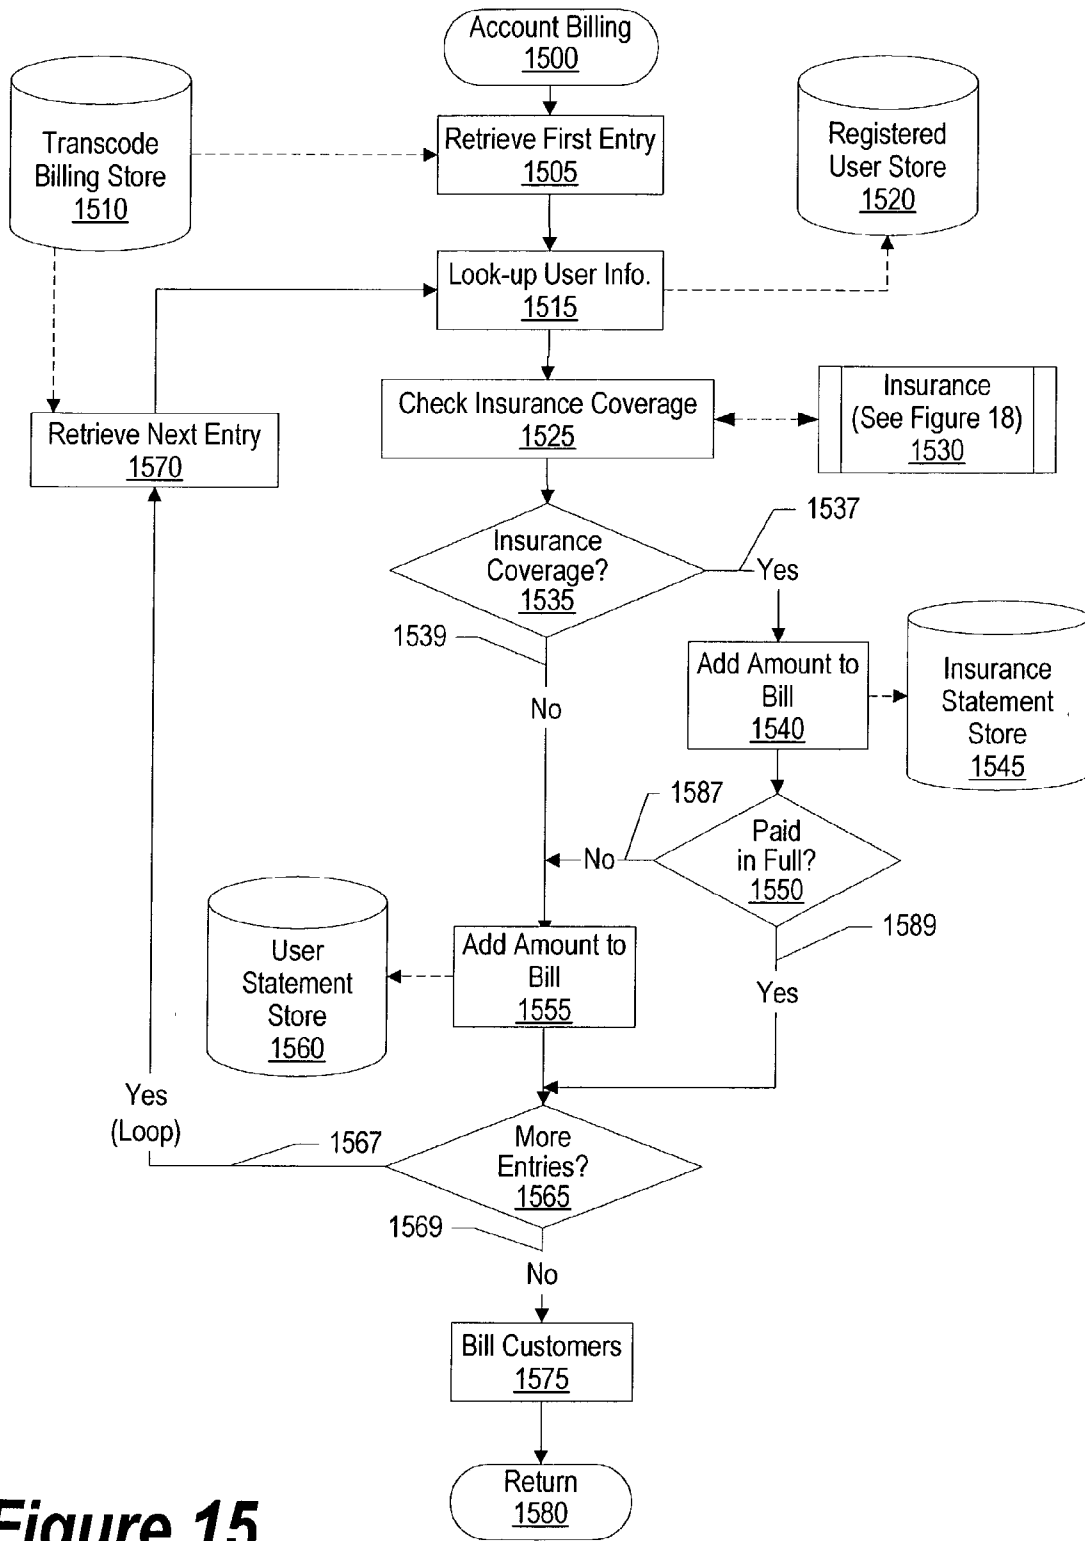 Account Billing
1500
Transcode
Billing Store
1510
Retrieve First Entry
1505
Registered
User Store
1520
Look-up User Info.
1515
Check Insurance Coverage
1525
Insurance
(See Figure 18)
1530
Retrieve Next Entry
1570
1537
Insurance
Coverage?
1535
Yes
1539
No
Add Amount to
Bill
1540
Insurance
Statement
Store
1545
1587
No
Paid
in Full?
1550
1589
Yes
User
Statement
Store
1560
Add Amount to
Bill
1555
Yes
(Loop)
1567
More
Entries?
1565
1569
No
Bill Customers
1575
Return
1580
Figure 15